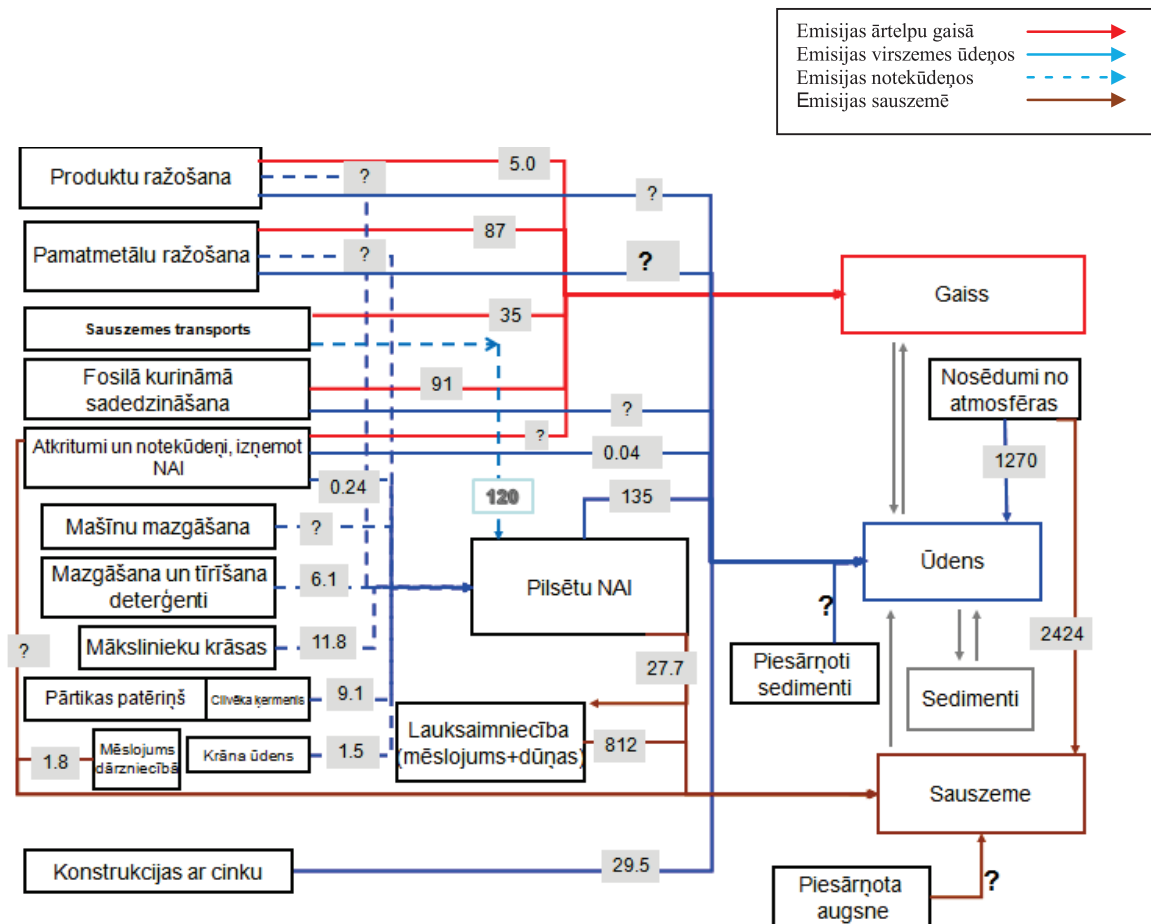 Emisijas ārtelpu gaisā
Emisijas virszemes ūdeņos
Emisijas notekūdeņos
Emisijas sauszemē
Produktu ražošana
5.0
?
?
Pamatmetālu ražošana
87
?
?
Gaiss
Sauszemes transports
35
Fosilā kurināmā
sadedzināšana
91
?
Nosēdumi no
atmosfēras
Atkritumi un notekūdeņi, izņemot
NAI
?
0.04
1270
0.24
120
135
Mašīnu mazgāšana
?
Pilsētu NAI
Ūdens
Mazgāšana un tīrīšana
deterģenti
6.1
?
Mākslinieku krāsas
11.8
?
27.7
2424
Piesārņoti
sedimenti
Sedimenti
Pārtikas patēriņš
Cilvēka ķermenis
9.1
Lauksaimniecība
(mēslojums+dūņas)
812
1.8
Mēslojums
dārzniecībā
Krāna ūdens
1.5
Sauszeme
Konstrukcijas ar cinku
29.5
Piesārņota
augsne
?